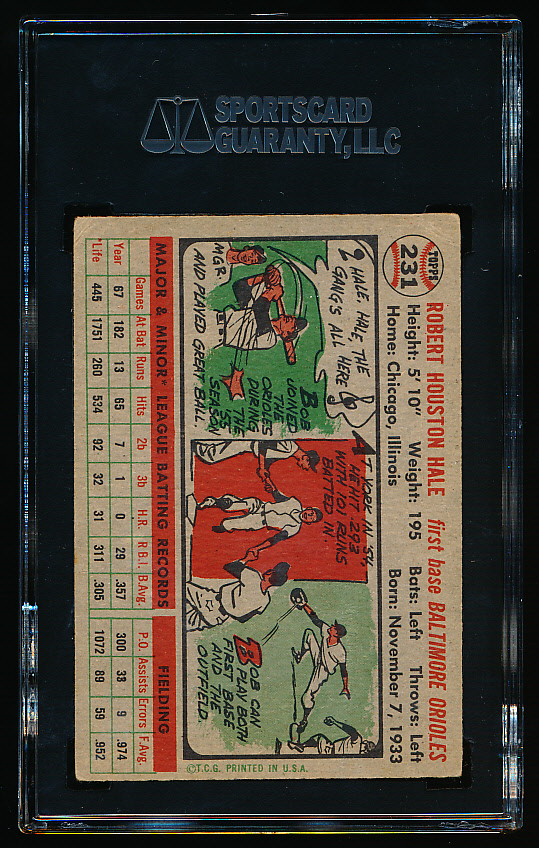 SPORTSCARD
GUARANTY, LLC
TOPPS
231
ROBERT HOUSTON HALE first base BALTIMORE ORIOLES
Height: 5'10" Weight: 195 Bats: Left Throws: Left
Home: Chicago, Illinois Born: November 7, 1933
HALE, HALE, THE
GANG'S ALL HERE
MGR.
BOB
JOINED
THE
ORIOLES
DURING
THE
'55
SEASON
AND PLAYED GREAT BALL.
AT YORK IN '54,
HE HIT .293
WITH 101 RUNS
BATTED IN.
BOB CAN
PLAY BOTH
FIRST BASE
AND THE
OUTFIELD
MAJOR & MINOR* LEAGUE BATTING RECORDS FIELDING
Games At Bat Runs Hits 2b 3b H.R. R.B.I. B.Avg. P.O. Assists Errors F.Avg.
Year 67 182 13 65 7 1 0 29 .357 300 33 9 .974
*Life 445 1751 260 534 92 32 31 311 .305 1072 89 59 .952
©T.C.G. PRINTED IN U.S.A.